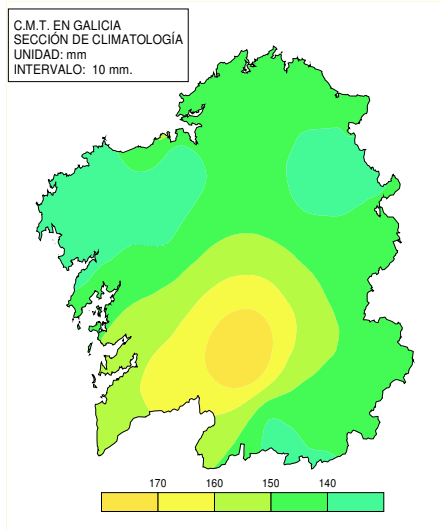 C.M.T. EN GALICIA
SECCIÓN DE CLIMATOLOGÍA
UNIDAD: mm
INTERVALO: 10 mm.
170 160 150 140